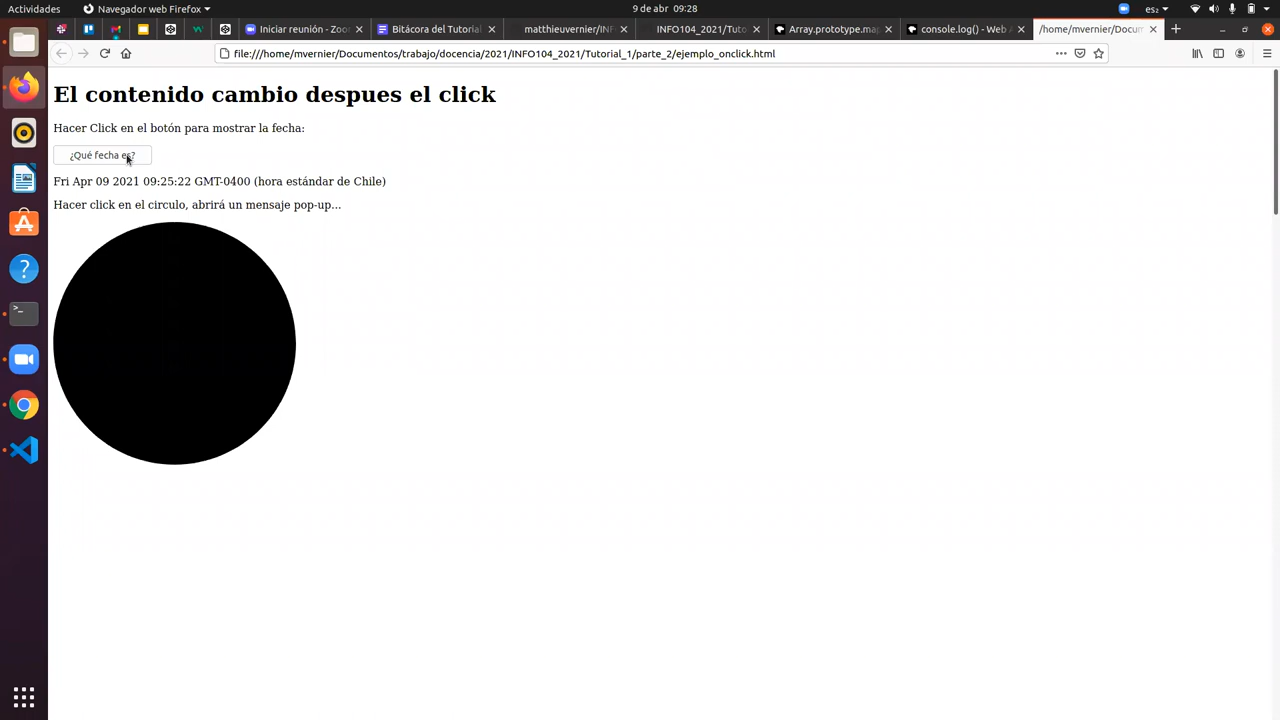 Actividades
Navegador web Firefox
9 de abr 09:28
es₂
Iniciar reunión - Zoo
Bitácora del Tutorial
matthieuvernier/INF
INFO104_2021/Tuto
Array.prototype.ma
console.log() - Web A
/home/mvernier/Docum
file:///home/mvernier/Documentos/trabajo/docencia/2021/INFO104_2021/Tutorial_1/parte_2/ejemplo_onclick.html
El contenido cambio despues el click
Hacer Click en el botón para mostrar la fecha:
¿Qué fecha es?
Fri Apr 09 2021 09:25:22 GMT-0400 (hora estándar de Chile)
Hacer click en el circulo, abrirá un mensaje pop-up...